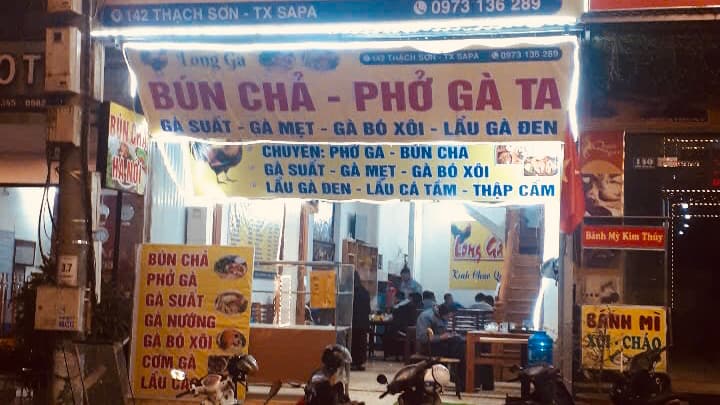 142 THẠCH SƠN - TX SAPA 0973 136 289
Long Gà 142 THẠCH SƠN - TX SAPA 0973 136 289
BÚN CHẢ - PHỞ GÀ TA
GÀ SUẤT - GÀ MẸT - GÀ BÓ XÔI - LẨU GÀ ĐEN
CHUYÊN: PHỞ GÀ - BÚN CHẢ
GÀ SUẤT - GÀ MẸT - GÀ BÓ XÔI
LẨU GÀ ĐEN - LẨU CÁ TẦM - THẬP CẨM
BÚN CHẢ
HÀ NỘI
OT
Long Gà
BÚN CHẢ
PHỞ GÀ
GÀ SUẤT
GÀ NƯỚNG
GÀ BÓ XÔI
CƠM GÀ
LẨU
140
Bánh Mỳ Kim Thúy
BÁNH MÌ
XÔI - CHÁO